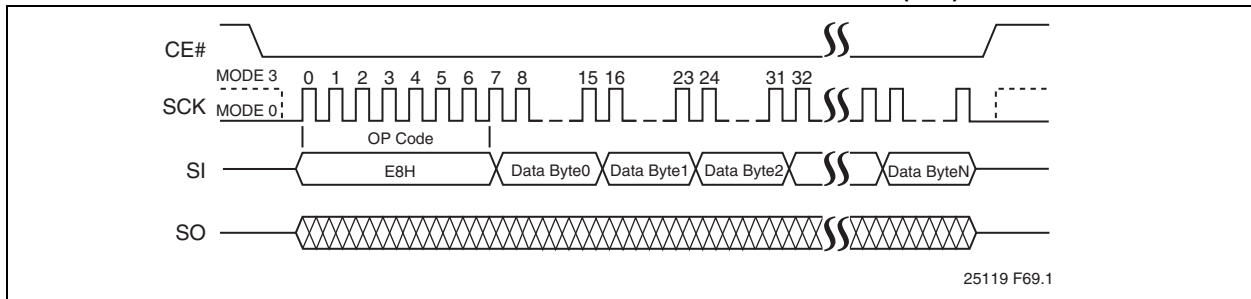 CE#
MODE 3 0 1 2 3 4 5 6 7 8 15 16 23 24 31 32
SCK MODE 0
OP Code
SI E8H Data Byte0 Data Byte1 Data Byte2 Data ByteN
SO
25119 F69.1